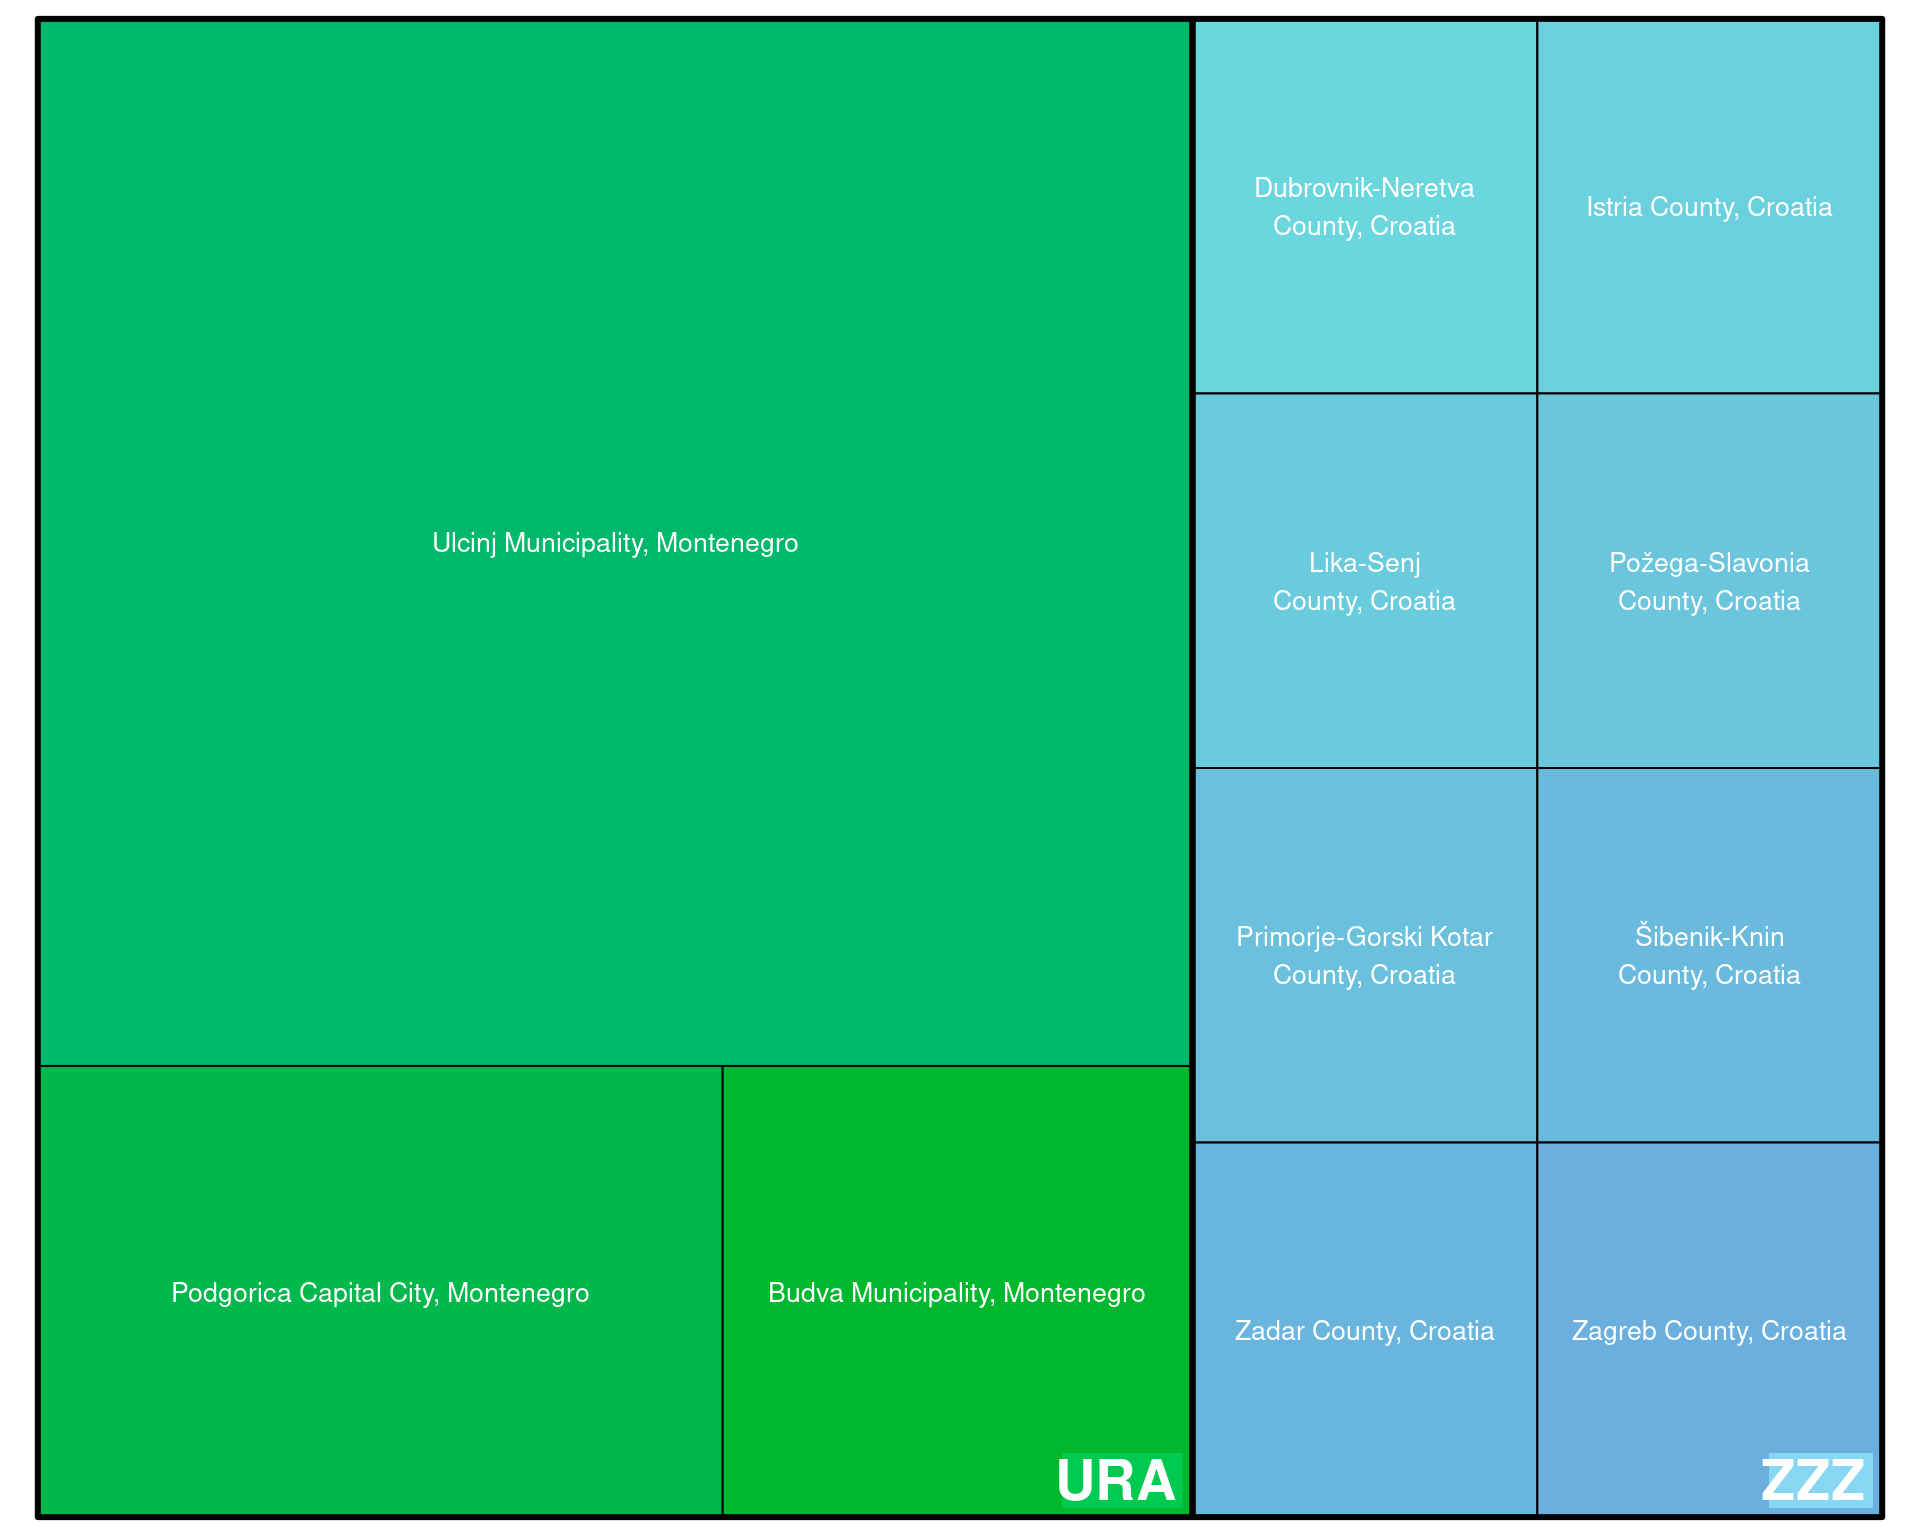 Ulcinj Municipality, Montenegro
Podgorica Capital City, Montenegro
Budva Municipality, Montenegro
URA
Dubrovnik-Neretva
County, Croatia
Istria County, Croatia
Lika-Senj
County, Croatia
Požega-Slavonia
County, Croatia
Primorje-Gorski Kotar
County, Croatia
Šibenik-Knin
County, Croatia
Zadar County, Croatia
Zagreb County, Croatia
ZZZ